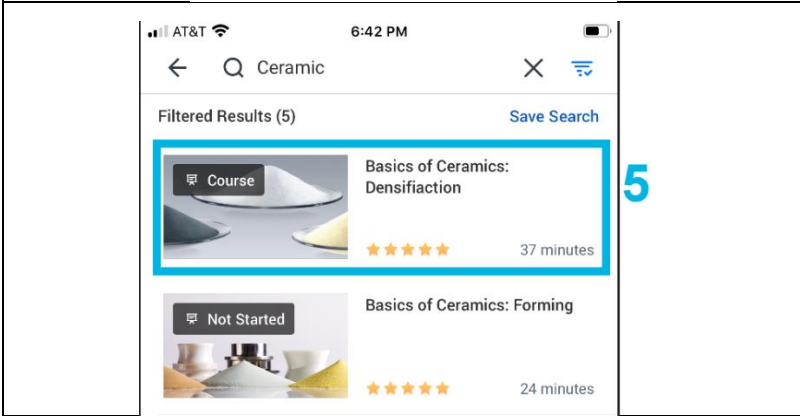 AT&T 6:42 PM
Ceramic
Filtered Results (5) Save Search
Course
Basics of Ceramics:
Densifiaction
37 minutes
5
Not Started
Basics of Ceramics: Forming
24 minutes